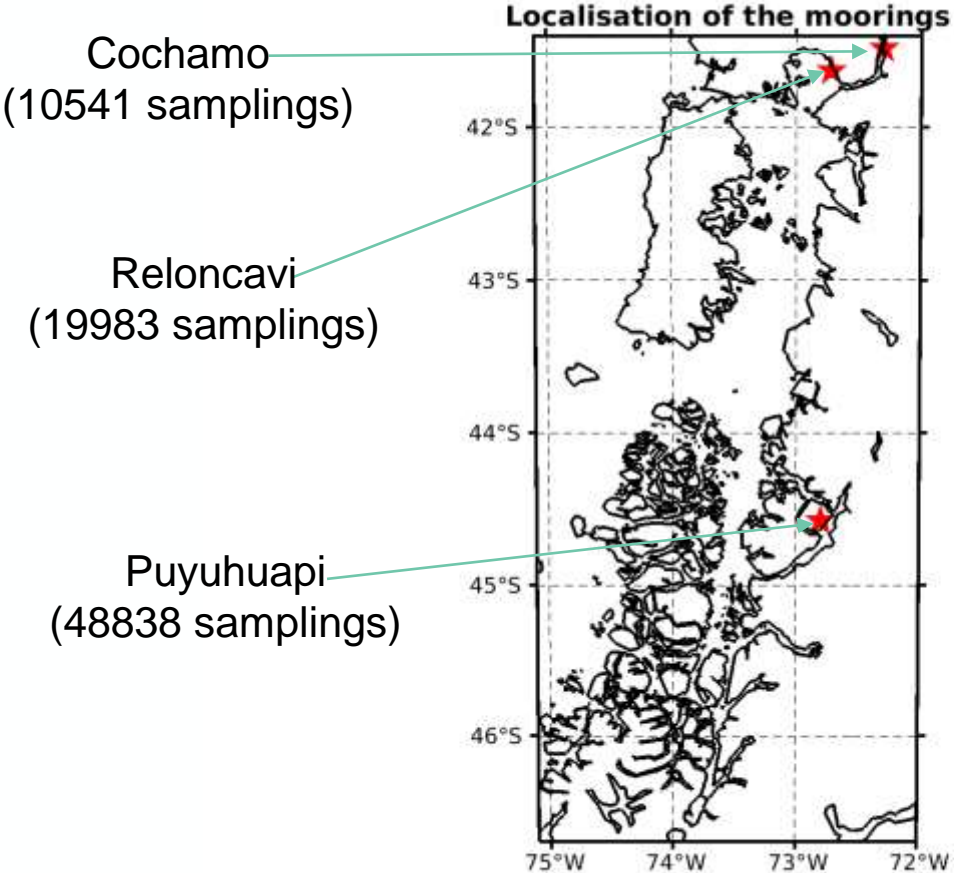 Localisation of the moorings
Cochamo
(10541 samplings)
Reloncavi
(19983 samplings)
Puyuhuapi
(48838 samplings)
42°S
43°S
44°S
45°S
46°S
75°W 74°W 73°W 72°W